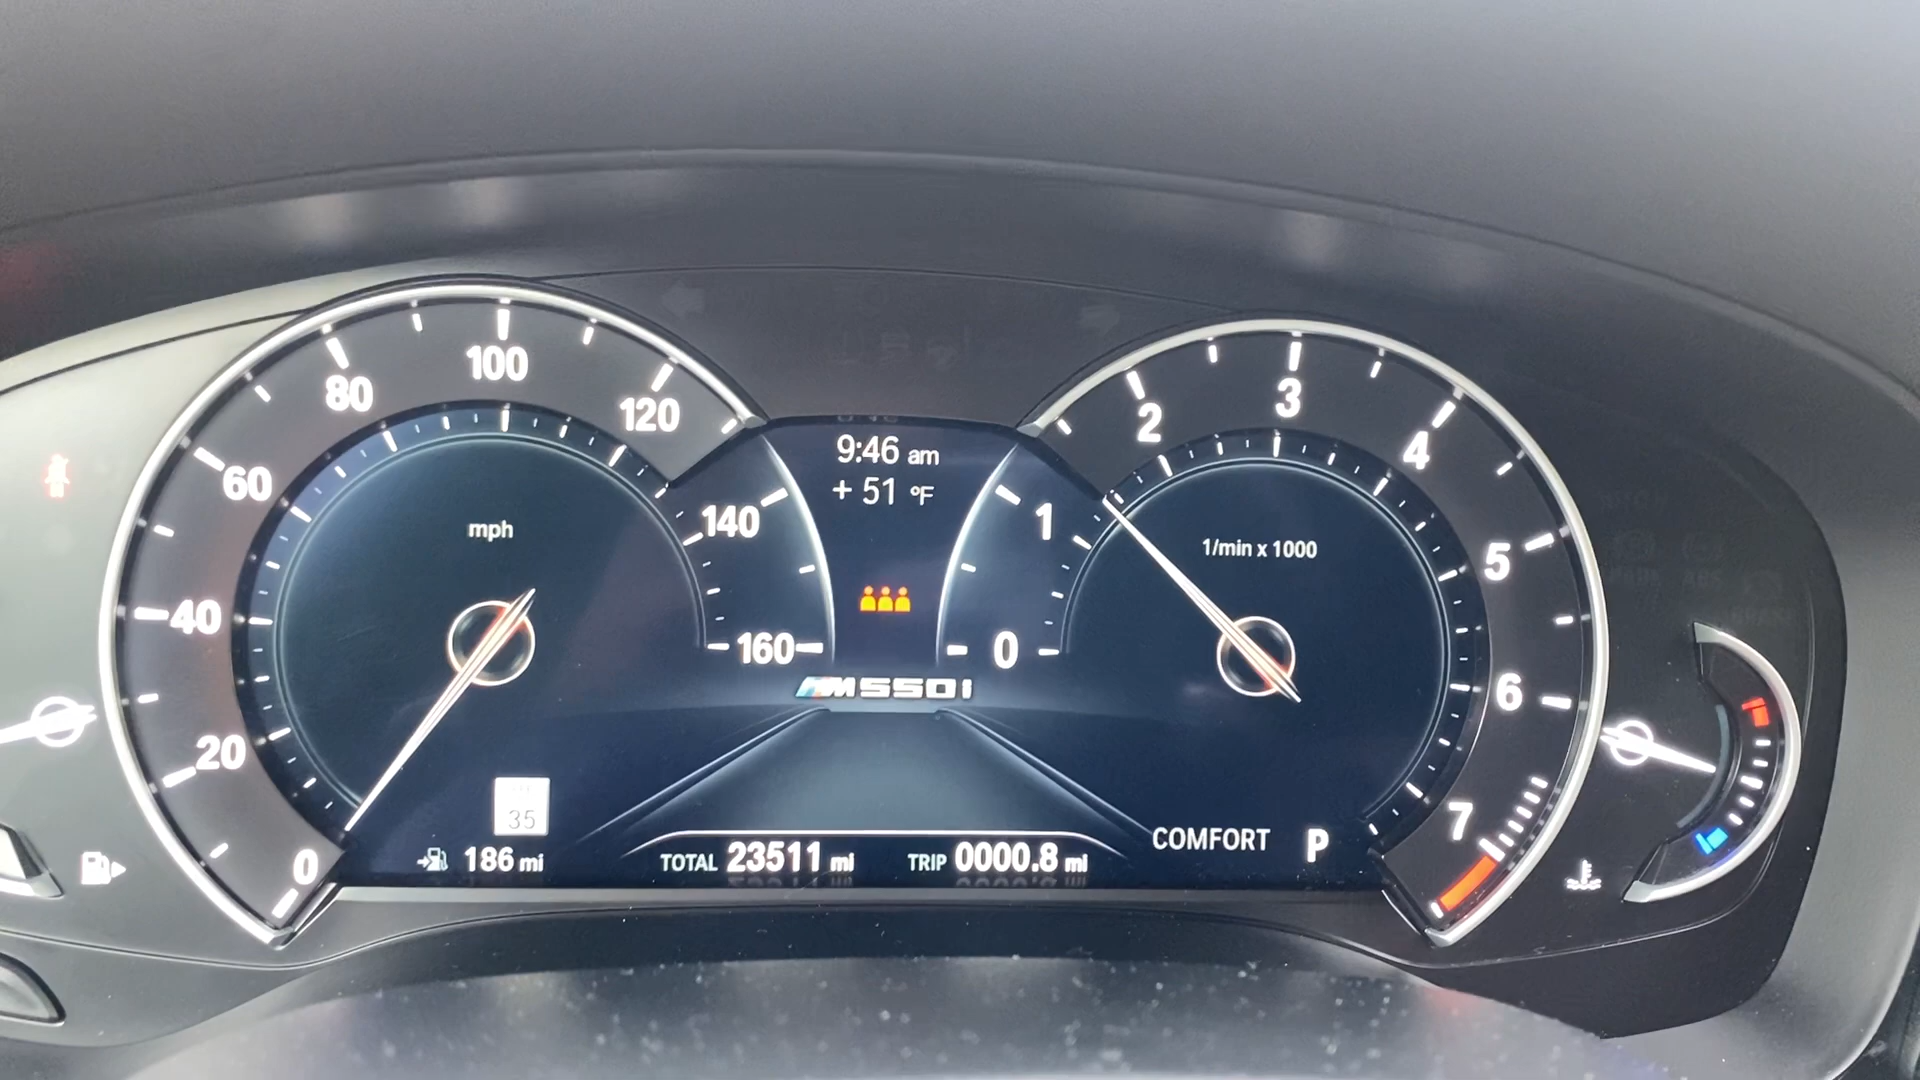 100
80
120
60
140
40
160
20
0
mph
9:46 am
+ 51 °F
M550i
1/min x 1000
0
1
2
3
4
5
6
7
35
186 mi
TOTAL 23511 mi
TRIP 0000.8 mi
COMFORT P